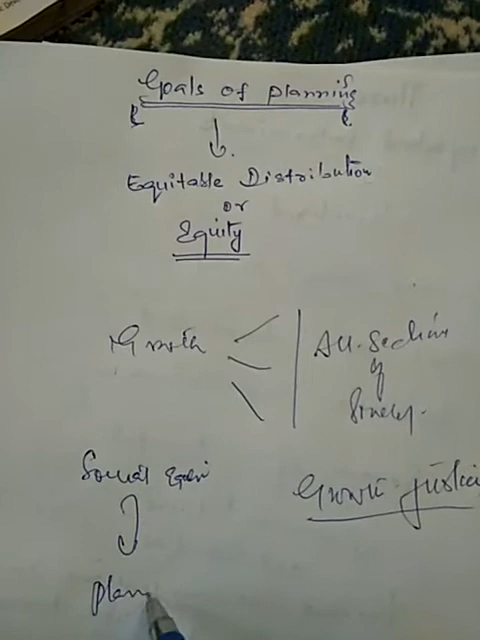 Goals of planning
Equitable Distribution
or
Equity
Growth
All-Section
of
Society.
Social Equi
Growth-justice
plan